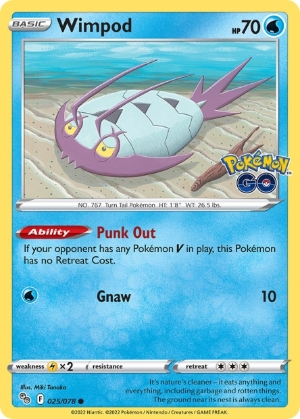 BASIC
Wimpod
HP 70
Pokémon
GO
NO. 767 Turn Tail Pokémon HT: 1'8" WT: 26.5 lbs.
Ability Punk Out
If your opponent has any Pokémon V in play, this Pokémon
has no Retreat Cost.
Gnaw 10
weakness ×2 resistance retreat
Illus. Miki Tanaka
F 025/078
It's nature's cleaner—it eats anything and
everything, including garbage and rotten things.
The ground near its nest is always clean.
©2022 Niantic. ©2022 Pokémon / Nintendo / Creatures / GAME FREAK